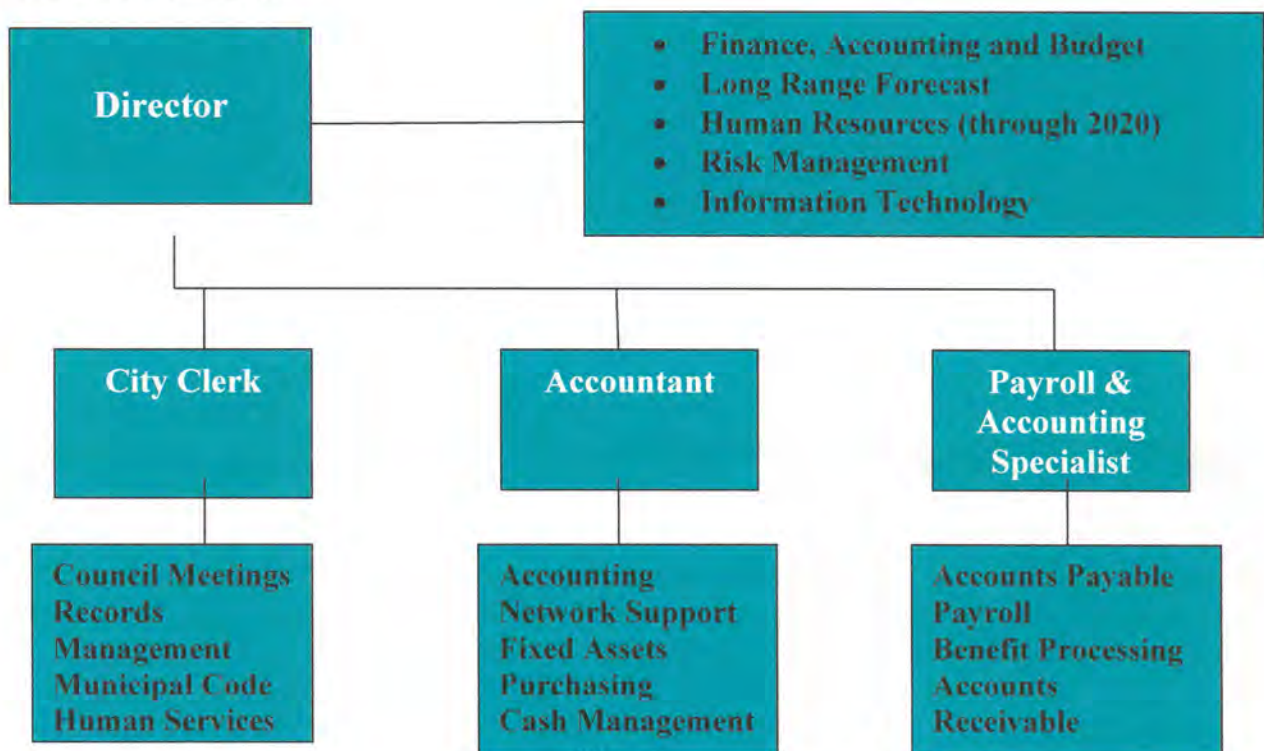 Director
• Finance, Accounting and Budget
• Long Range Forecast
• Human Resources (through 2020)
• Risk Management
• Information Technology
City Clerk
Accountant
Payroll &
Accounting
Specialist
Council Meetings
Records
Management
Municipal Code
Human Services
Accounting
Network Support
Fixed Assets
Purchasing
Cash Management
Accounts Payable
Payroll
Benefit Processing
Accounts
Receivable